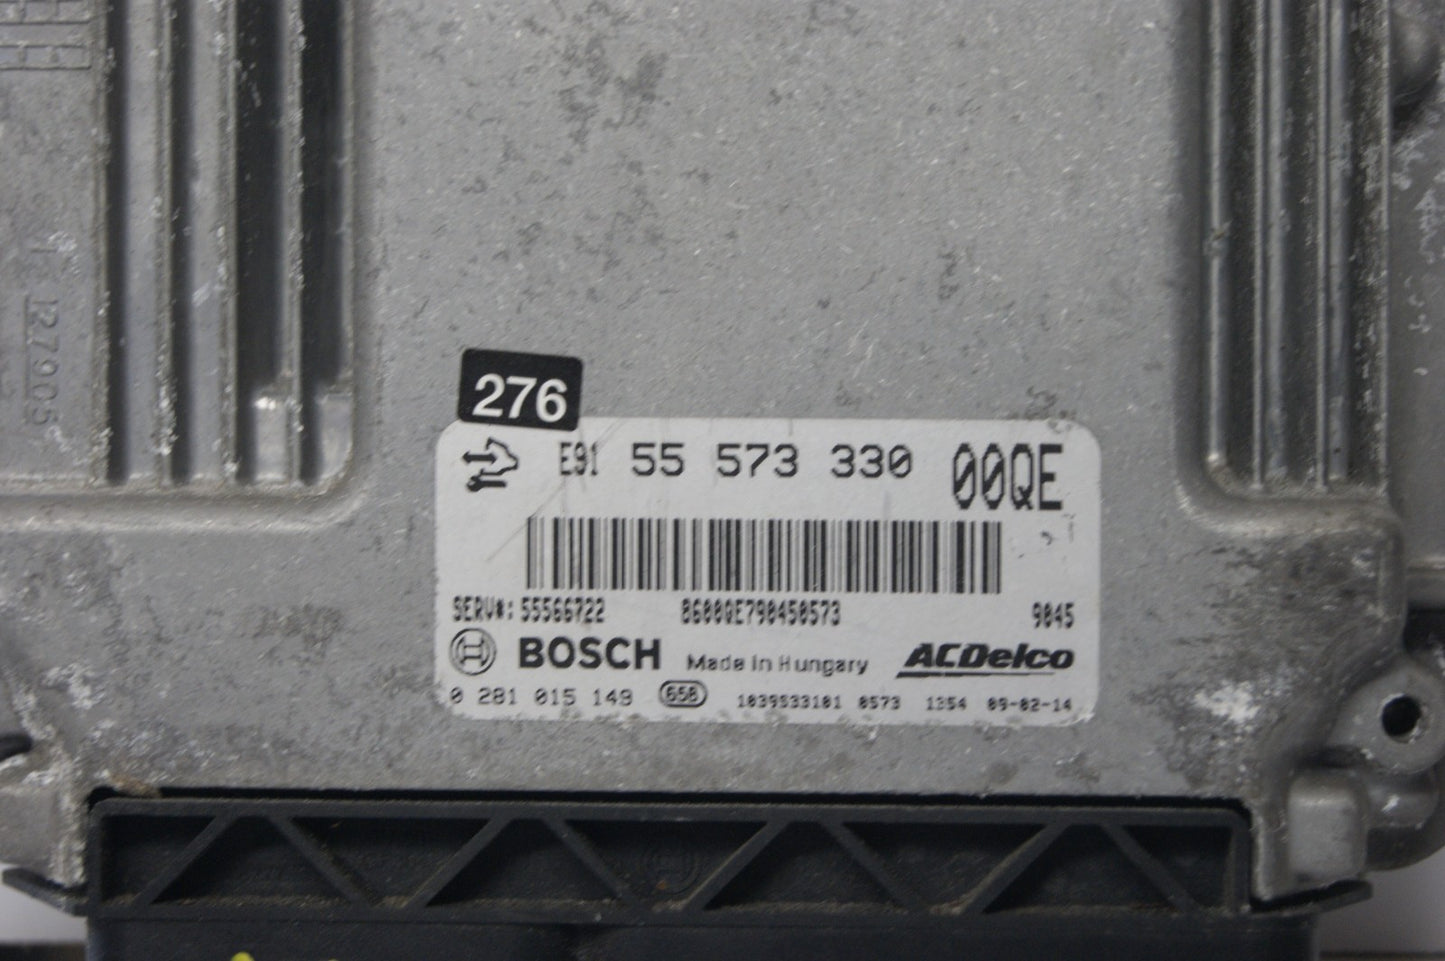 276
E91 55 573 330 00QE
SERV#: 55566722 8600QE790450573 9045
BOSCH Made in Hungary ACDelco
0 281 015 149 658 1039S33101 0573 1354 09-02-14